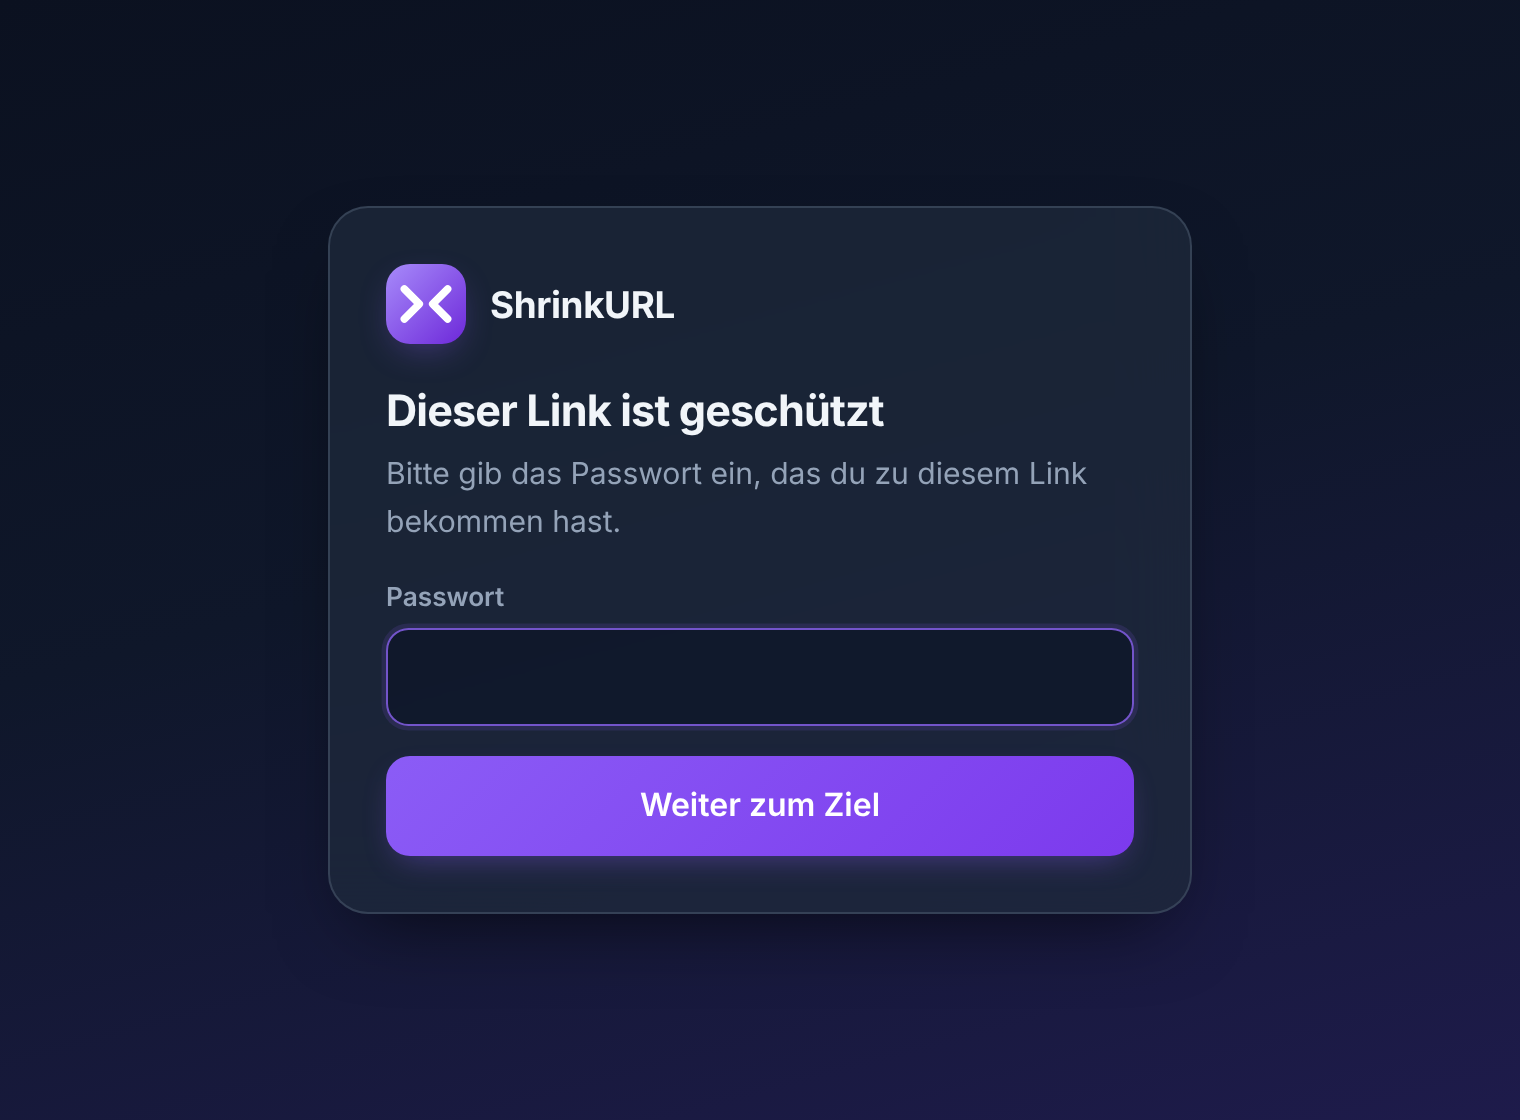 ShrinkURL
Dieser Link ist geschützt
Bitte gib das Passwort ein, das du zu diesem Link
bekommen hast.
Passwort
Weiter zum Ziel